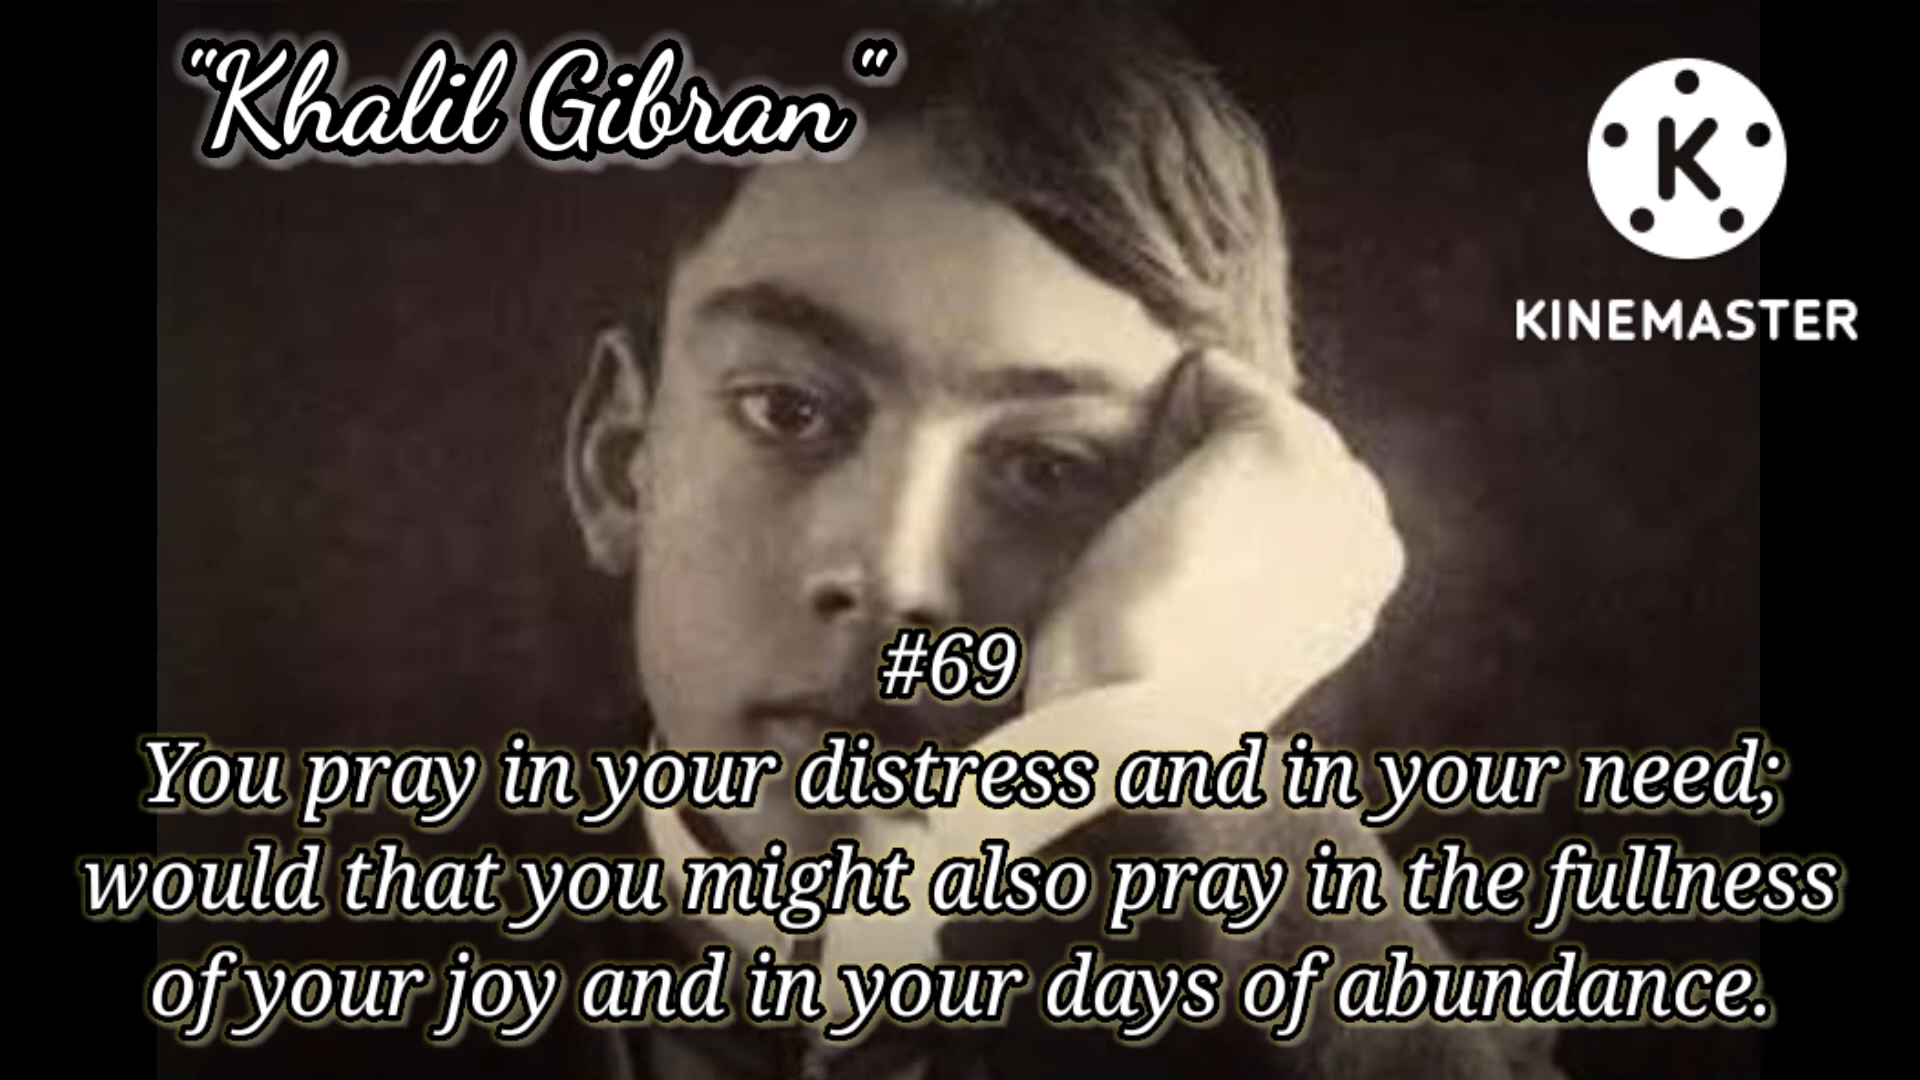 "Khalil Gibran"
K
KINEMASTER
#69
You pray in your distress and in your need;
would that you might also pray in the fullness
of your joy and in your days of abundance.